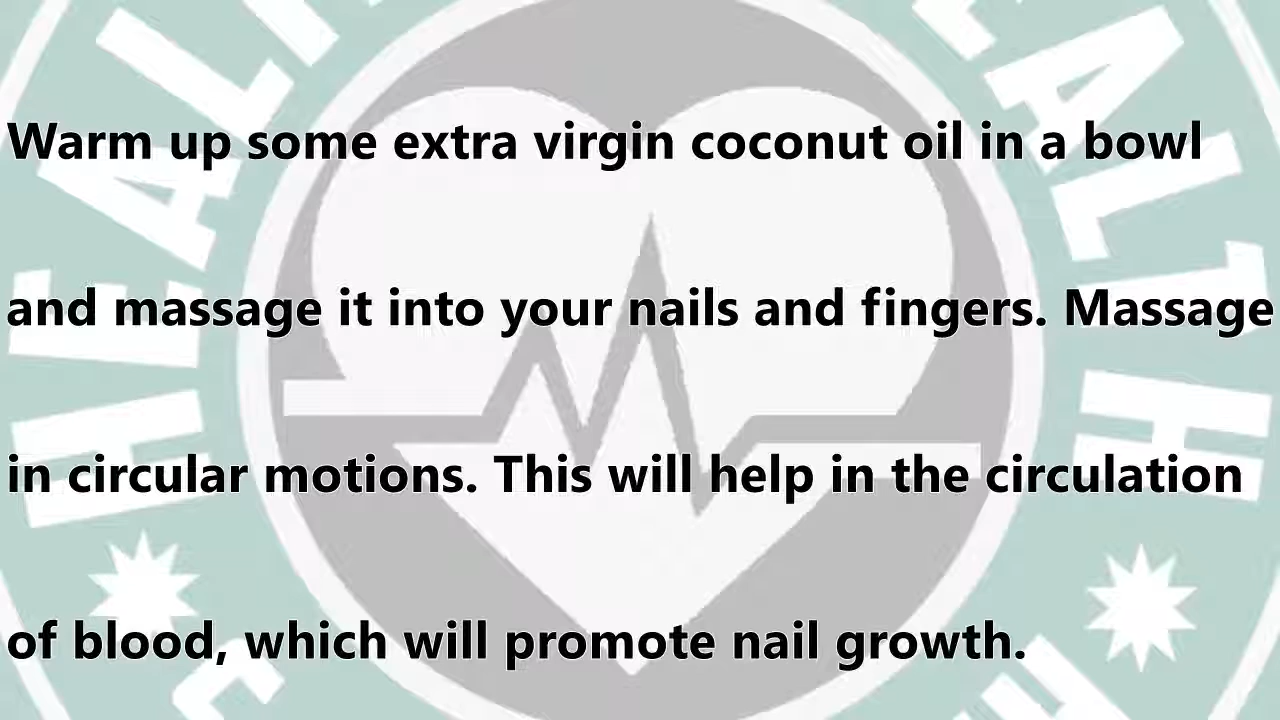 Warm up some extra virgin coconut oil in a bowl
and massage it into your nails and fingers. Massage
in circular motions. This will help in the circulation
of blood, which will promote nail growth.